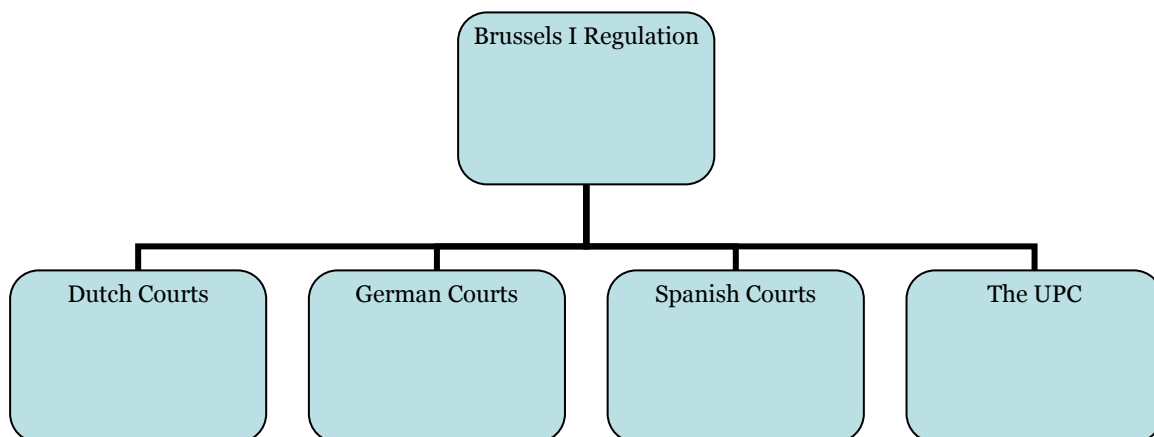 Brussels I Regulation
Dutch Courts
German Courts
Spanish Courts
The UPC